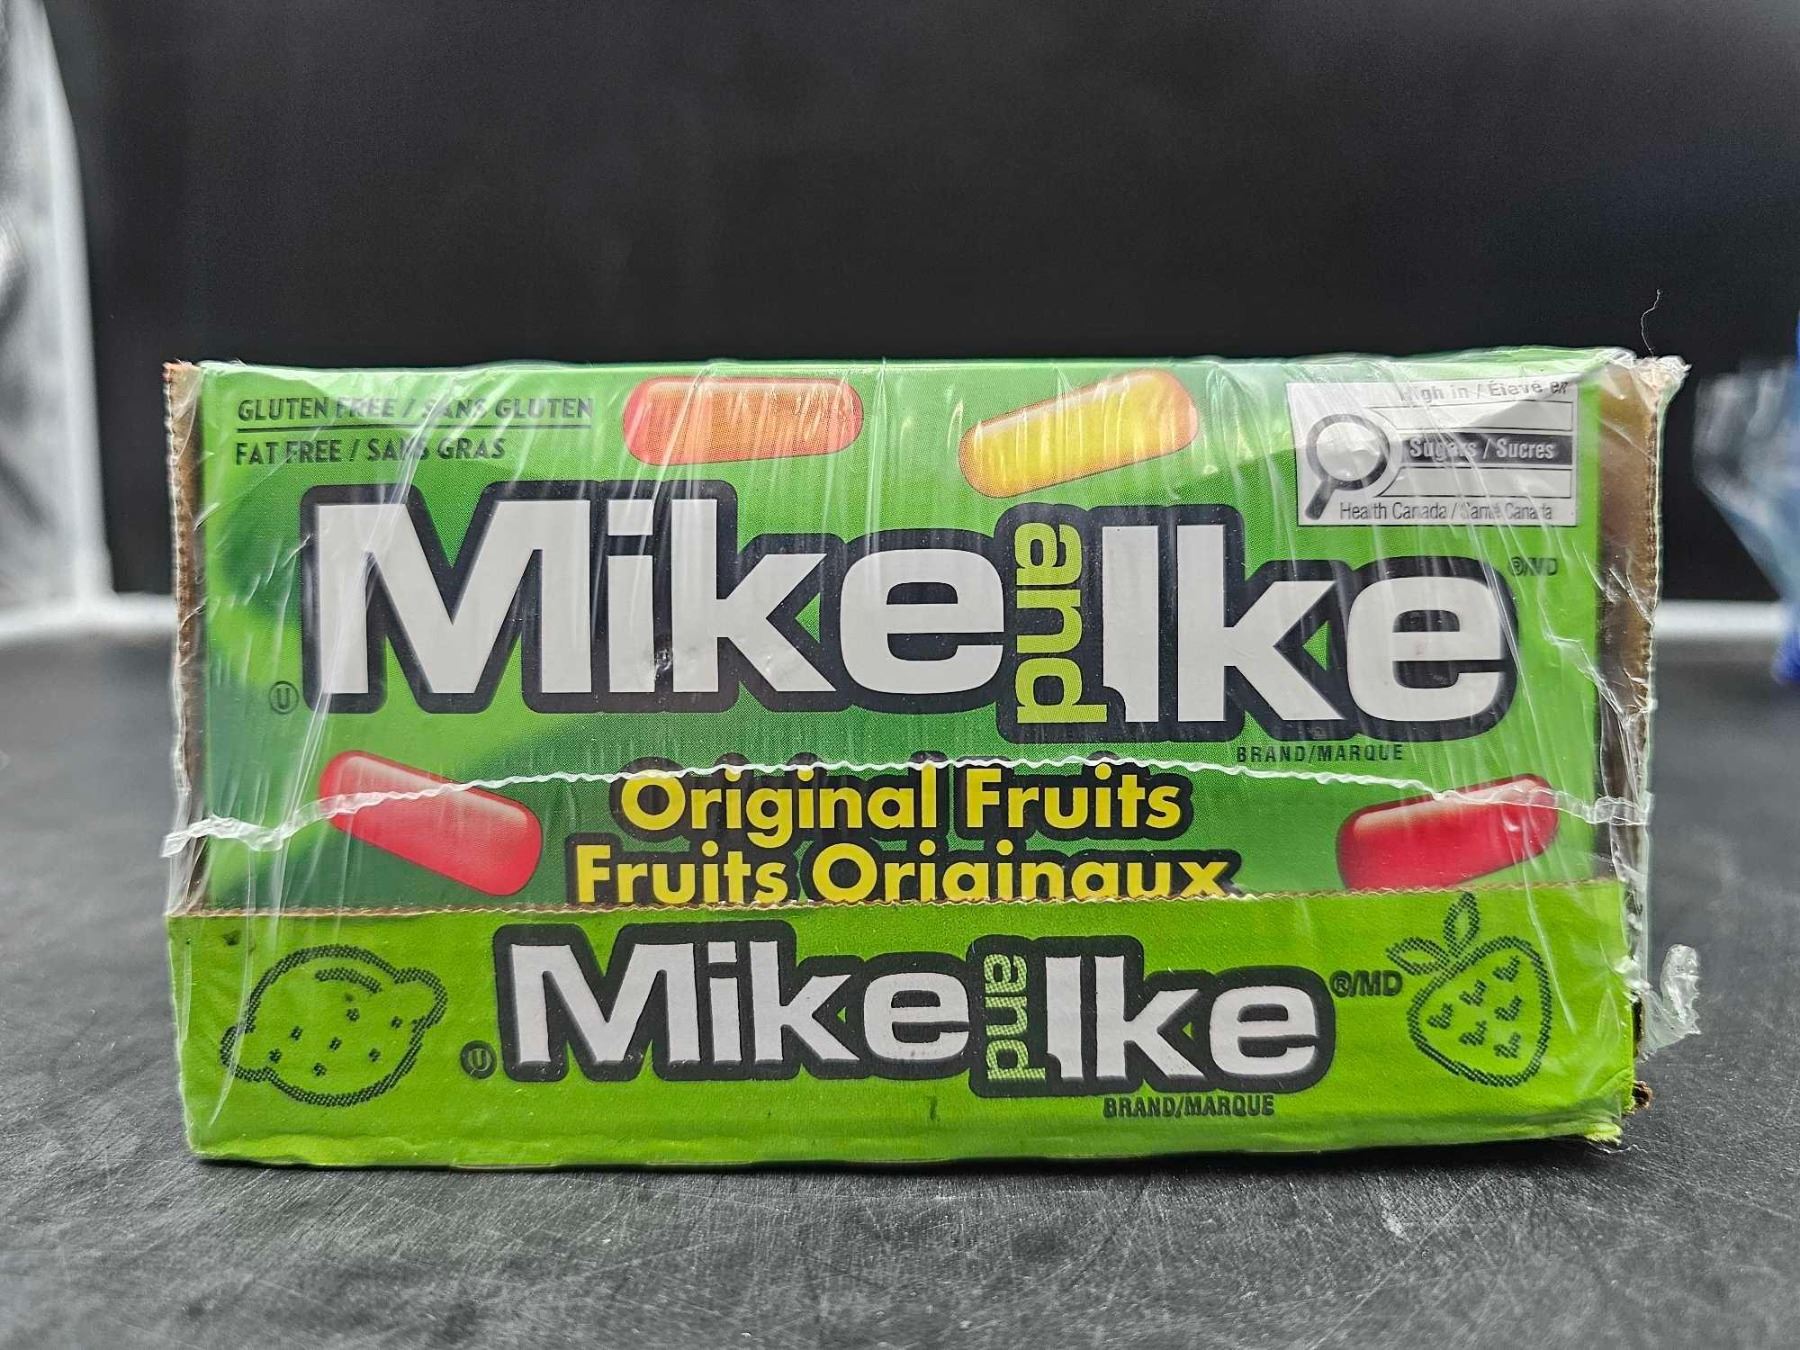 GLUTEN FREE / SANS GLUTEN
FAT FREE / SANS GRAS
High in / Élevé en
Sugars / Sucres
Health Canada / Santé Canada
Mike and Ike ®/MD
U
BRAND/MARQUE
Original Fruits
Fruits Originaux
Mike and Ike ®/MD
U
BRAND/MARQUE